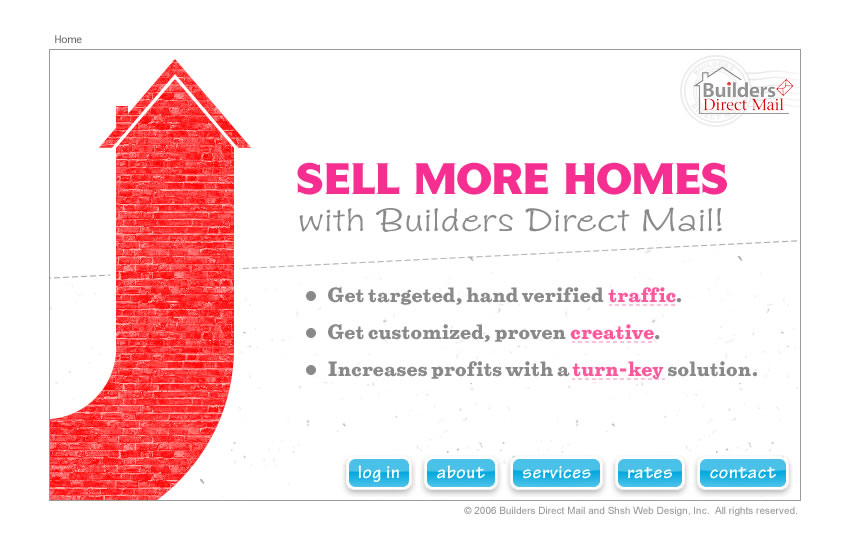 Home
Builders
Direct Mail
SELL MORE HOMES
with Builders Direct Mail!
Get targeted, hand verified traffic.
Get customized, proven creative.
Increases profits with a turn-key solution.
log in
about
services
rates
contact
© 2006 Builders Direct Mail and Shsh Web Design, Inc. All rights reserved.